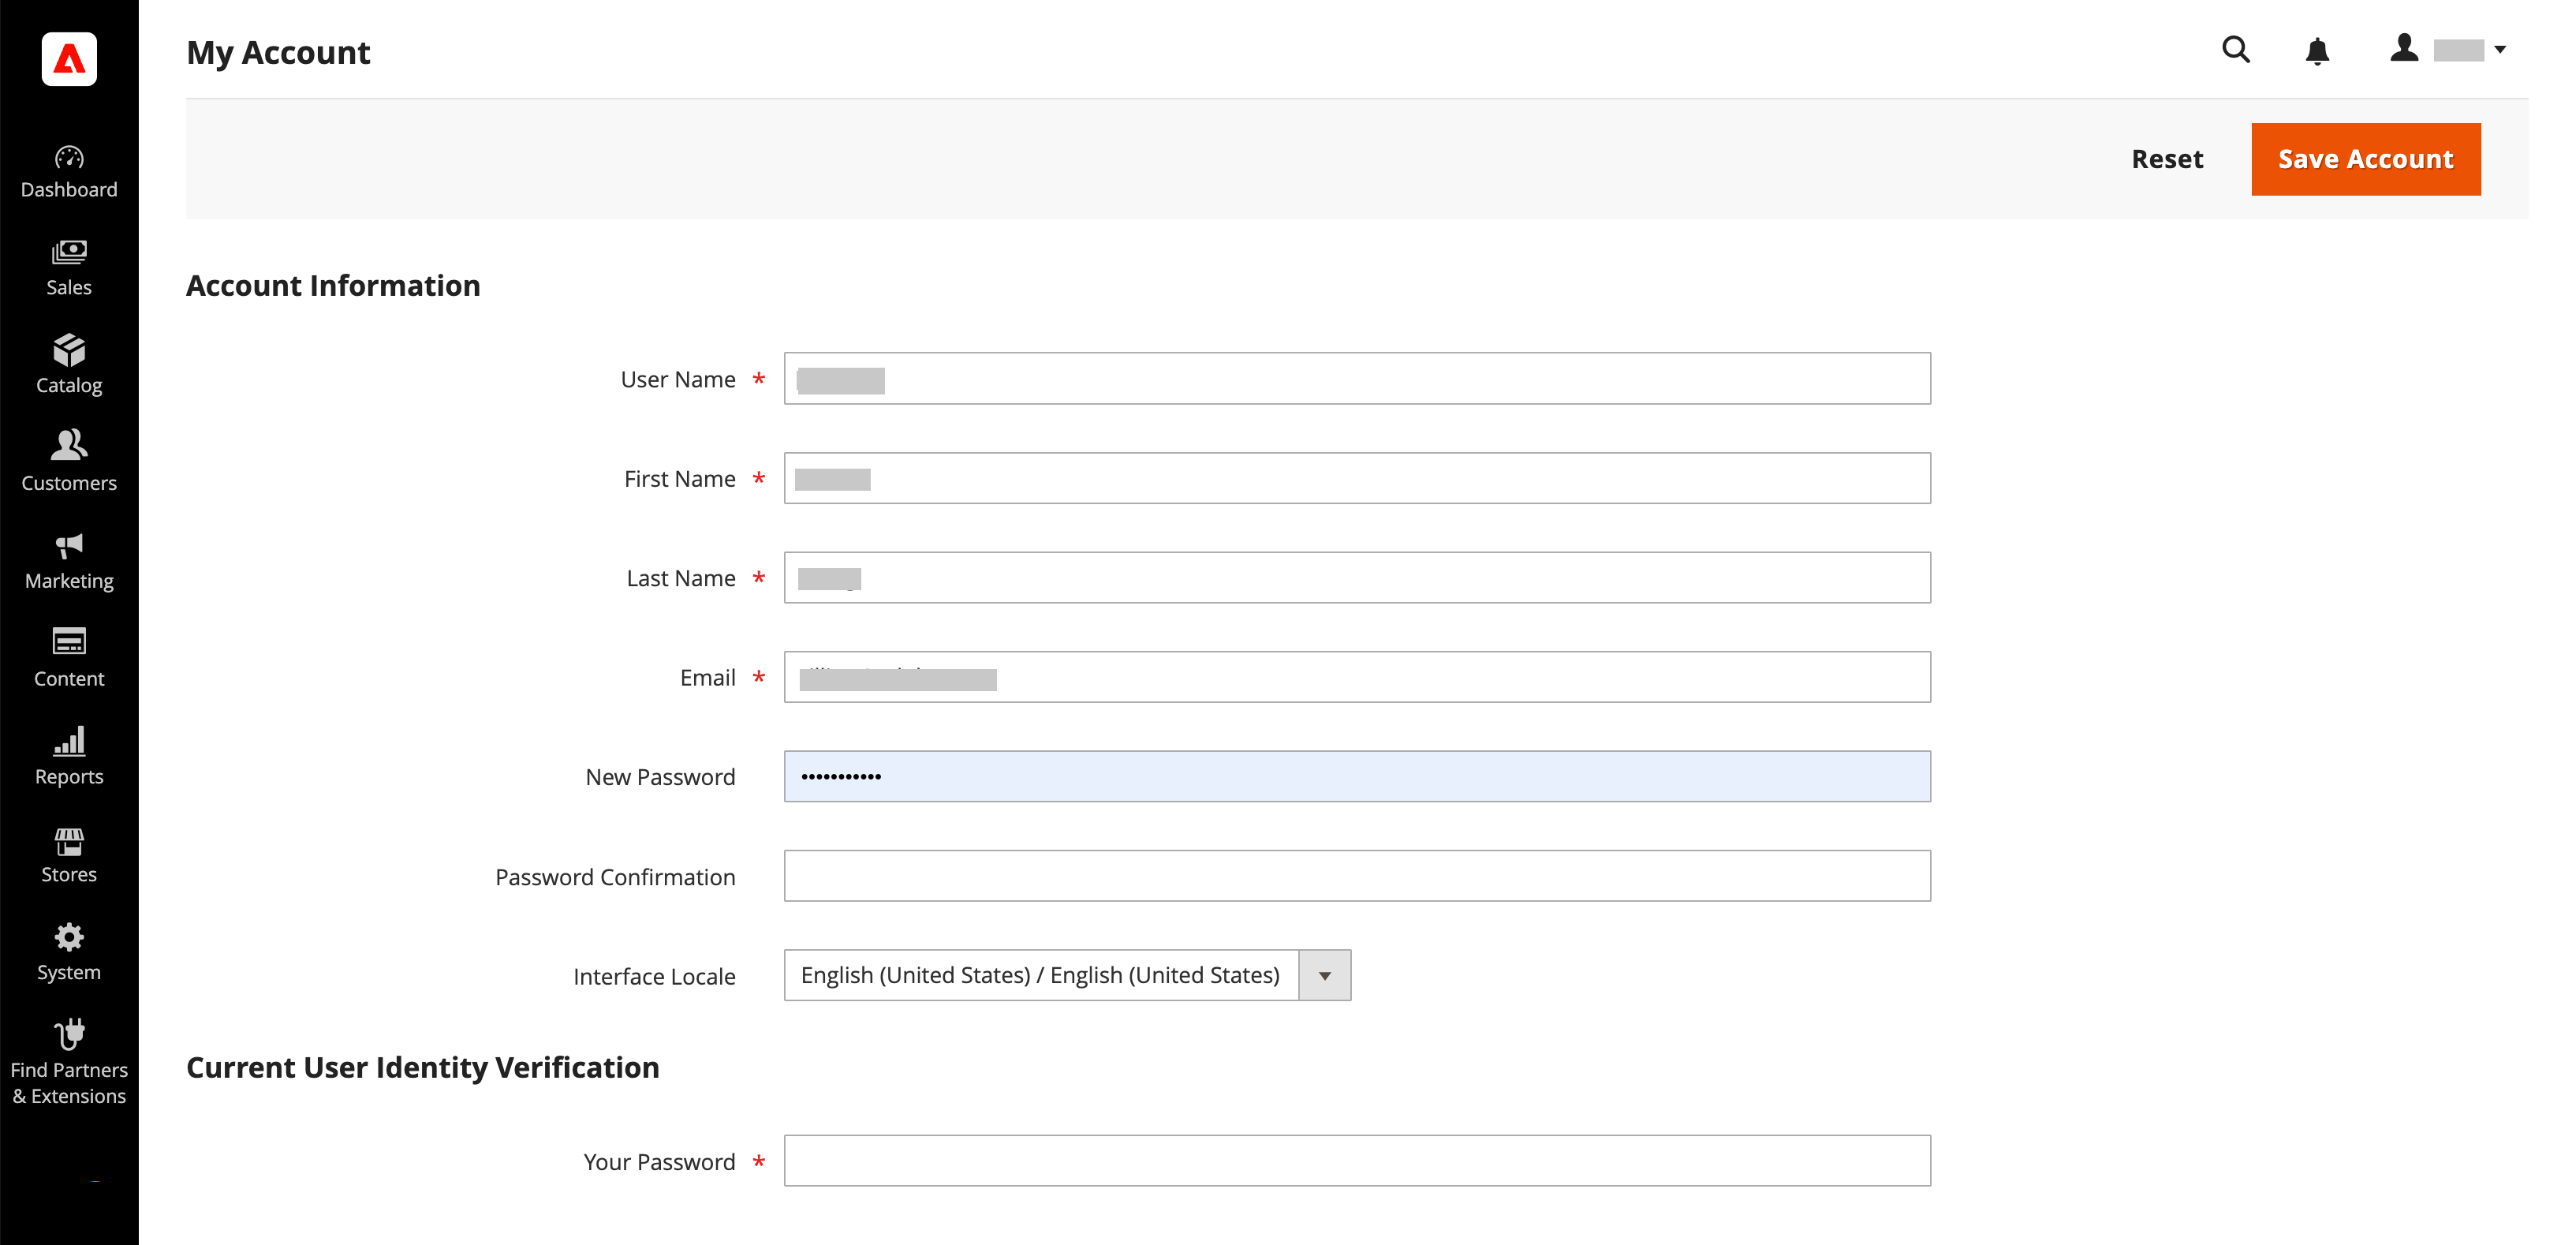 My Account
Reset
Save Account
Dashboard
Sales
Catalog
Customers
Marketing
Content
Reports
Stores
System
Find Partners
& Extensions
Account Information
User Name *
First Name *
Last Name *
Email *
New Password •••••••••••
Password Confirmation
Interface Locale English (United States) / English (United States)
Current User Identity Verification
Your Password *